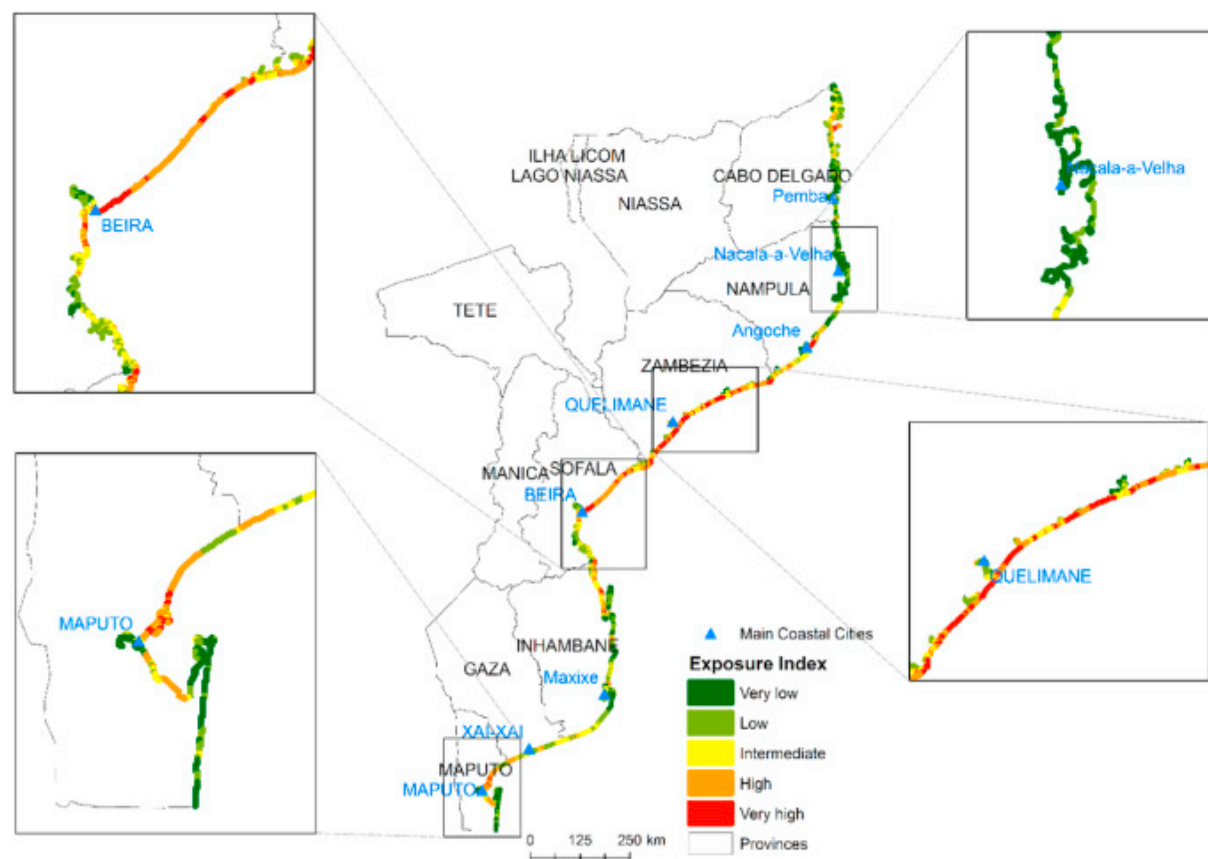 BEIRA
MAPUTO
ILHA LICOM
LAGO NIASSA
CABO DELGADO
NIASSA
Pemba
Nacala-a-Velha
NAMPULA
TETE
Angoche
ZAMBEZIA
QUELIMANE
MANICA
SOFALA
BEIRA
INHAMBANE
GAZA
Maxixe
XAI-XAI
MAPUTO
MAPUTO
Nacala-a-Velha
QUELIMANE
Main Coastal Cities
Exposure Index
Very low
Low
Intermediate
High
Very high
Provinces
0 125 250 km